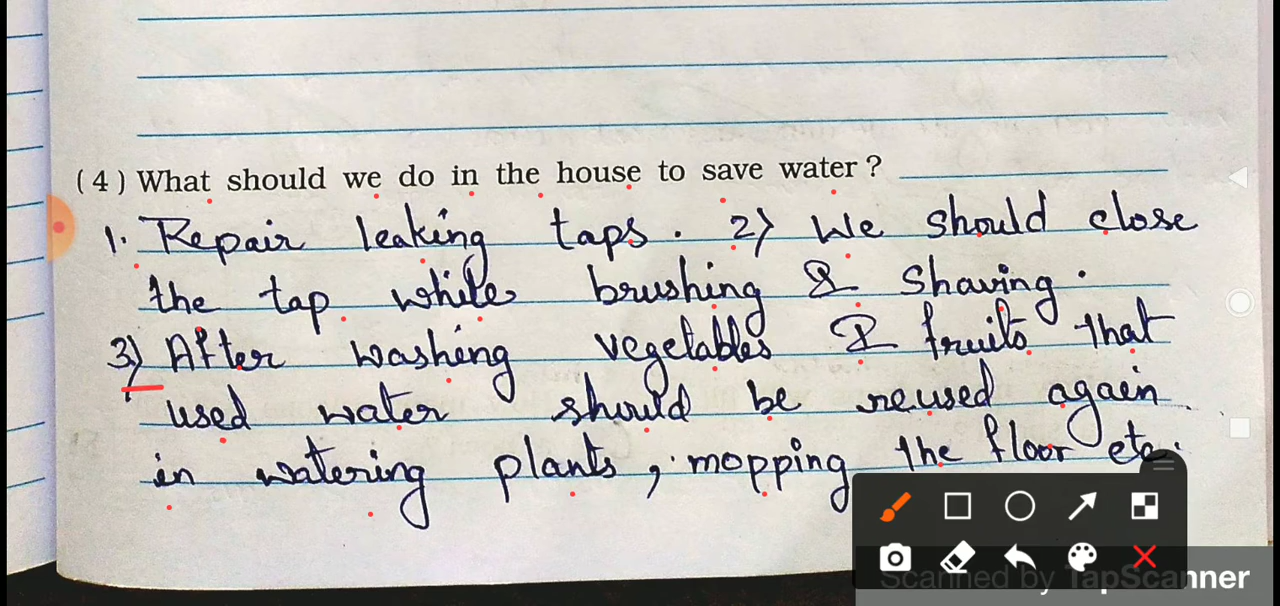 (4) What should we do in the house to save water?
1. Repair leaking taps. 2) We should close
the tap while brushing & Shaving.
3) After washing vegetables & fruits that
used water should be reused again
in watering plants, mopping the floor etc.
Scanned by TapScanner